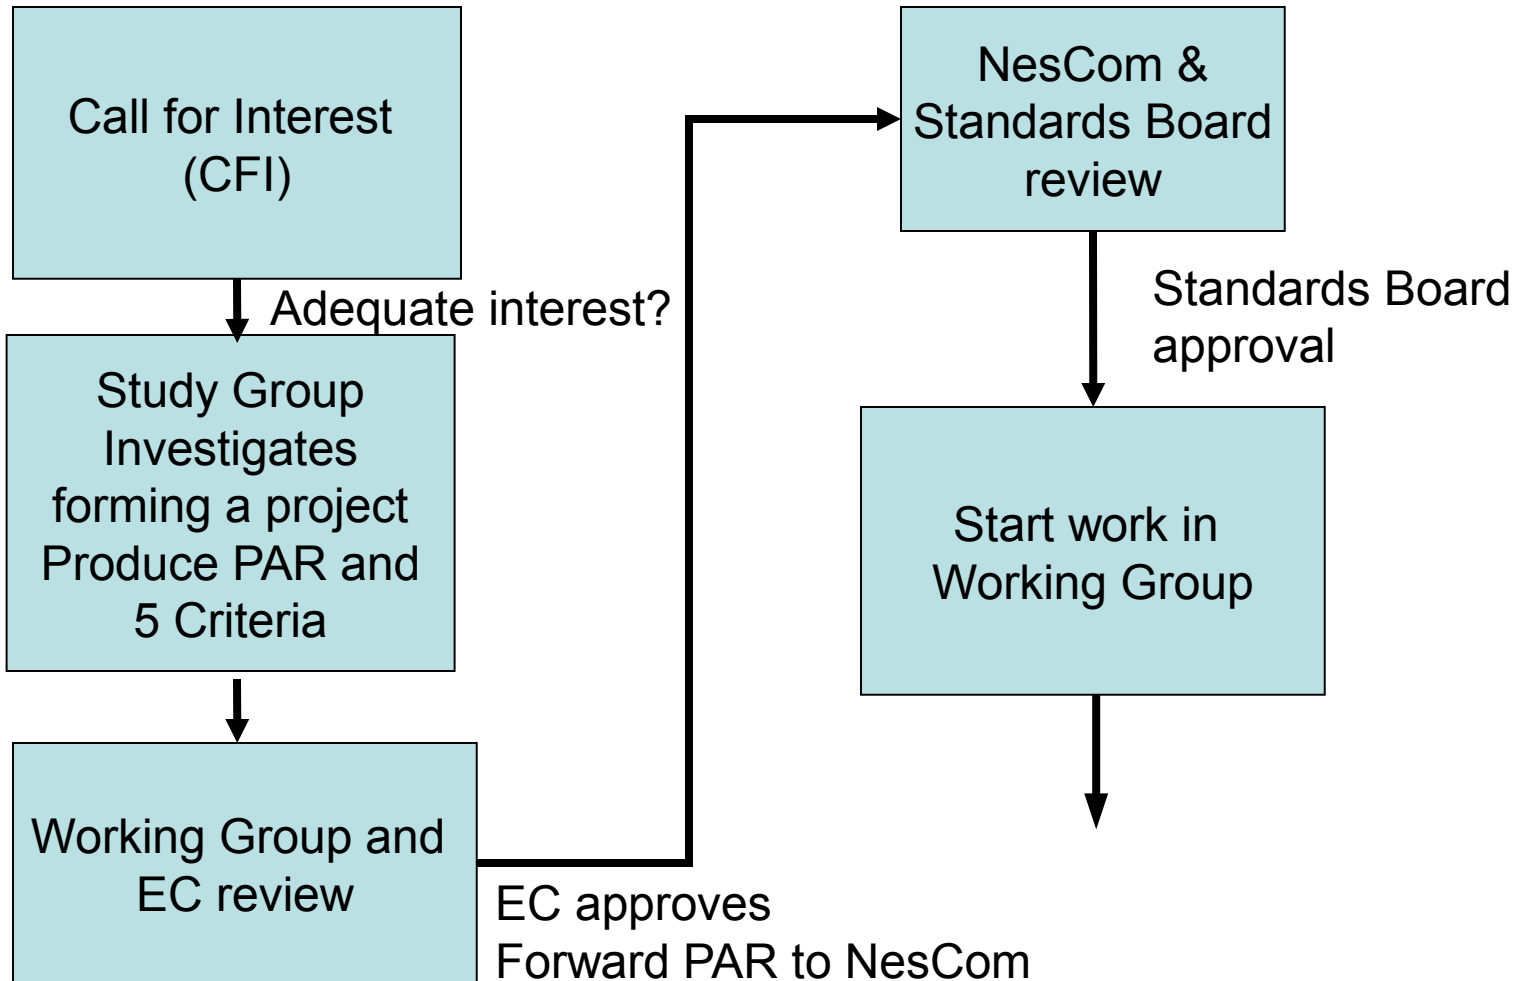 Call for Interest
(CFI)
Adequate interest?
Study Group
Investigates
forming a project
Produce PAR and
5 Criteria
Working Group and
EC review
EC approves
Forward PAR to NesCom
NesCom &
Standards Board
review
Standards Board
approval
Start work in
Working Group